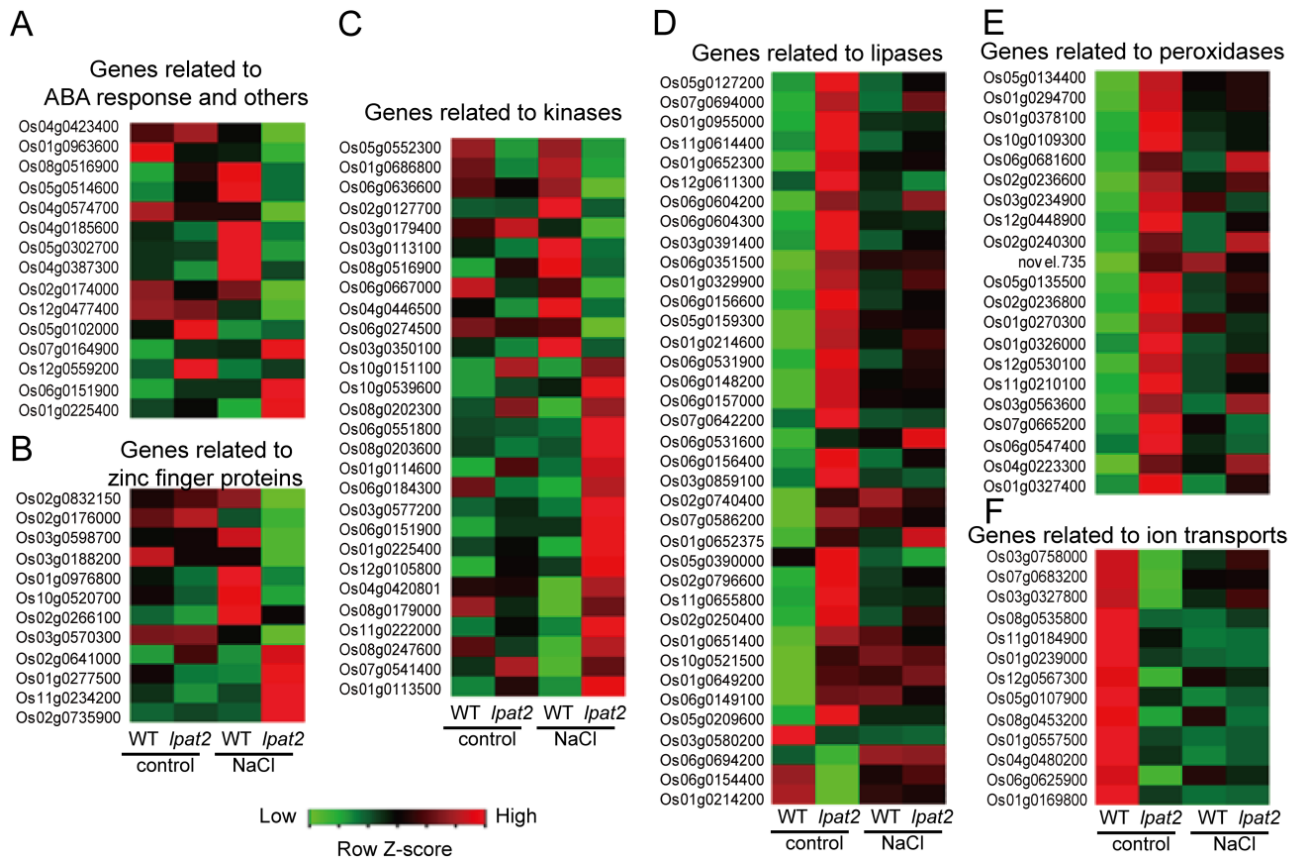 A
Genes related to
ABA response and others
Os04g0423400
Os01g0963600
Os08g0516900
Os05g0514600
Os04g0574700
Os04g0185600
Os05g0302700
Os04g0387300
Os02g0174000
Os12g0477400
Os05g0102000
Os07g0164900
Os12g0559200
Os06g0151900
Os01g0225400
B
Genes related to
zinc finger proteins
Os02g0832150
Os02g0176000
Os03g0598700
Os03g0188200
Os01g0976800
Os10g0520700
Os02g0266100
Os03g0570300
Os02g0641000
Os01g0277500
Os11g0234200
Os02g0735900
WT lpat2 WT lpat2
control NaCl
C
Genes related to kinases
Os05g0552300
Os01g0686800
Os06g0636600
Os02g0127700
Os03g0179400
Os03g0113100
Os08g0516900
Os06g0667000
Os04g0446500
Os06g0274500
Os03g0350100
Os10g0151100
Os10g0539600
Os08g0202300
Os06g0551800
Os08g0203600
Os01g0114600
Os06g0184300
Os03g0577200
Os06g0151900
Os01g0225400
Os12g0105800
Os04g0420801
Os08g0179000
Os11g0222000
Os08g0247600
Os07g0541400
Os01g0113500
WT lpat2 WT lpat2
control NaCl
D
Genes related to lipases
Os05g0127200
Os07g0694000
Os01g0955000
Os11g0614400
Os01g0652300
Os12g0611300
Os06g0604200
Os06g0604300
Os03g0391400
Os06g0351500
Os01g0329900
Os06g0156600
Os05g0159300
Os01g0214600
Os06g0531900
Os06g0148200
Os06g0157000
Os07g0642200
Os06g0531600
Os06g0156400
Os03g0859100
Os02g0740400
Os07g0586200
Os01g0652375
Os05g0390000
Os02g0796600
Os11g0655800
Os02g0250400
Os01g0651400
Os10g0521500
Os01g0649200
Os06g0149100
Os05g0209600
Os03g0580200
Os06g0694200
Os06g0154400
Os01g0214200
WT lpat2 WT lpat2
control NaCl
E
Genes related to peroxidases
Os05g0134400
Os01g0294700
Os01g0378100
Os10g0109300
Os06g0681600
Os02g0236600
Os03g0234900
Os12g0448900
Os02g0240300
novel.735
Os05g0135500
Os02g0236800
Os01g0270300
Os01g0326000
Os12g0530100
Os11g0210100
Os03g0563600
Os07g0665200
Os06g0547400
Os04g0223300
Os01g0327400
F
Genes related to ion transports
Os03g0758000
Os07g0683200
Os03g0327800
Os08g0535800
Os11g0184900
Os01g0239000
Os12g0567300
Os05g0107900
Os08g0453200
Os01g0557500
Os04g0480200
Os06g0625900
Os01g0169800
WT lpat2 WT lpat2
control NaCl
Low High
Row Z-score